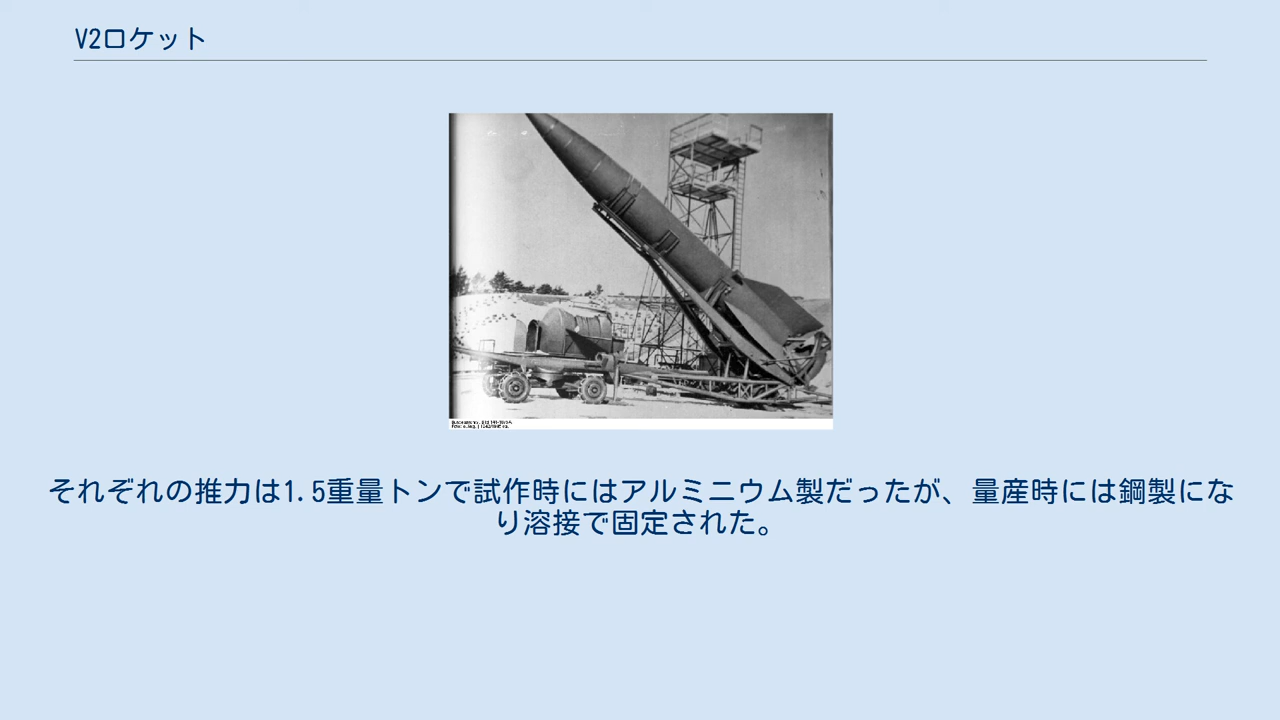 V2ロケット
それぞれの推力は1.5重量トンで試作時にはアルミニウム製だったが、量産時には鋼製にな
り溶接で固定された。